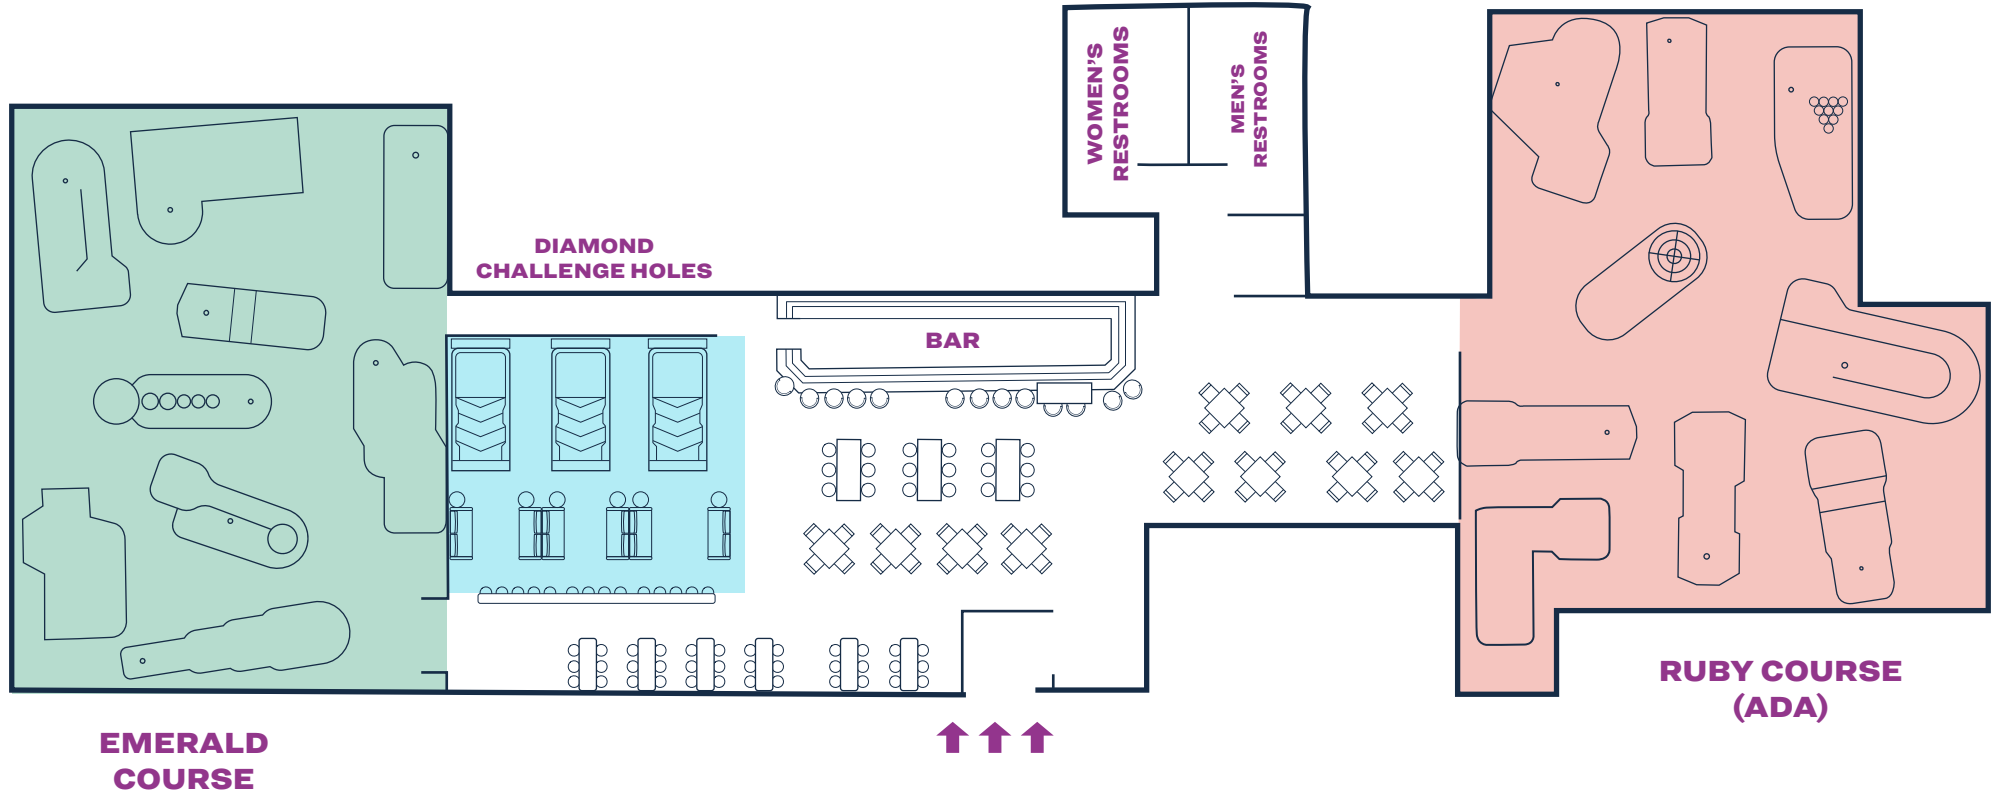 WOMEN'S
RESTROOMS
MEN'S
RESTROOMS
DIAMOND
CHALLENGE HOLES
BAR
RUBY COURSE
(ADA)
EMERALD
COURSE